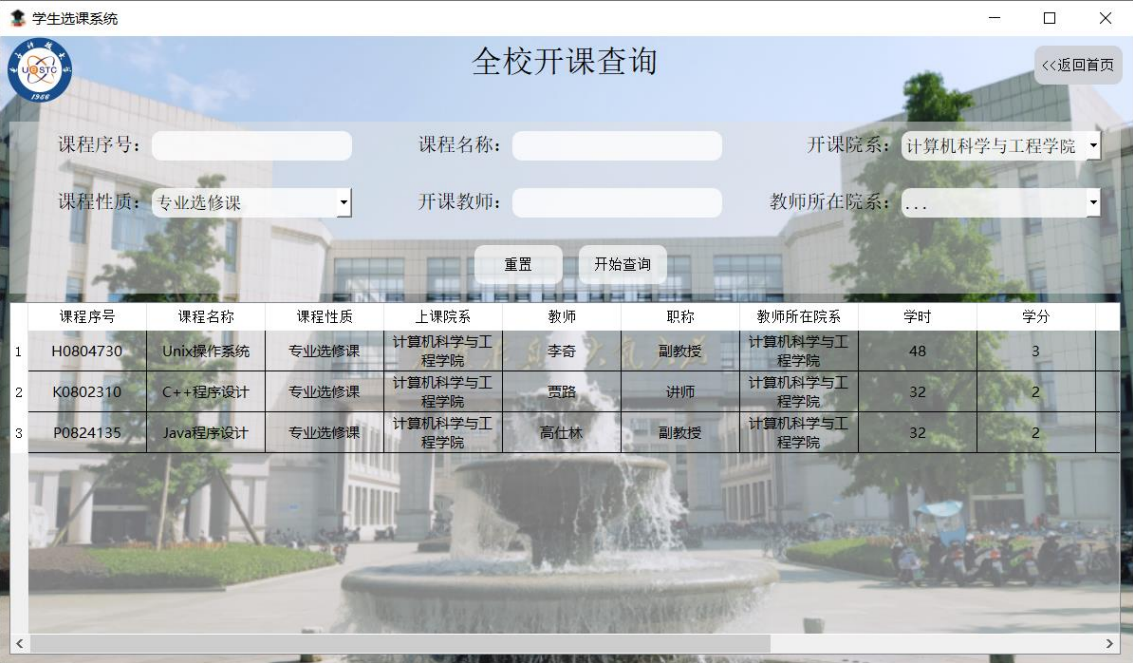 学生选课系统
全校开课查询
<<返回首页
UOSTC
1956
课程序号： 课程名称： 开课院系： 计算机科学与工程学院
课程性质： 专业选修课 开课教师： 教师所在院系： ...
重置 开始查询
课程序号 课程名称 课程性质 上课院系 教师 职称 教师所在院系 学时 学分
1 H0804730 Unix操作系统 专业选修课 计算机科学与工程学院 李奇 副教授 计算机科学与工程学院 48 3
2 K0802310 C++程序设计 专业选修课 计算机科学与工程学院 贾路 讲师 计算机科学与工程学院 32 2
3 P0824135 Java程序设计 专业选修课 计算机科学与工程学院 高仕林 副教授 计算机科学与工程学院 32 2